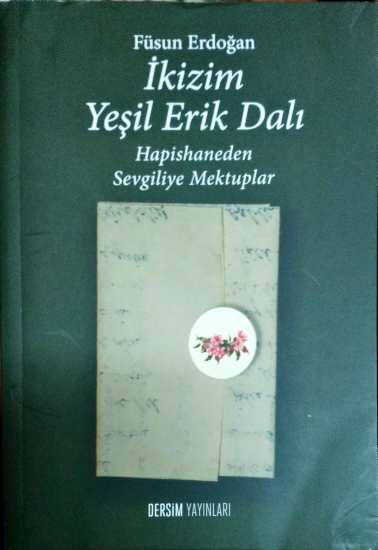 Füsun Erdoğan
İkizim
Yeşil Erik Dalı
Hapishaneden
Sevgiliye Mektuplar
DERSİM YAYINLARI